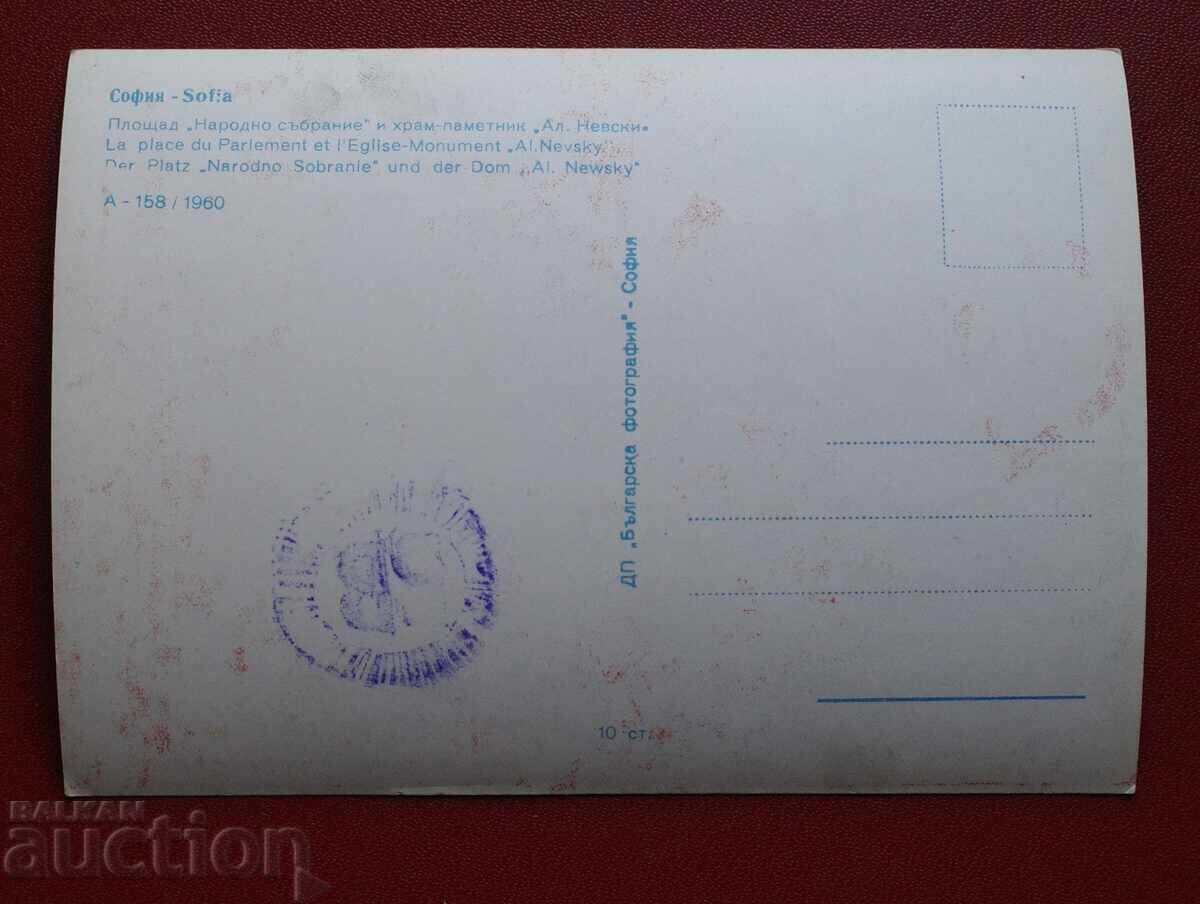 София - Sofia
Площад „Народно събрание" и храм-паметник „Ал. Невски"
La place du Parlement et l'Eglise-Monument „Al.Nevsky"
Der Platz „Narodno Sobranie" und der Dom „Al. Newsky"
А - 158 / 1960
ДП „Българска фотография" - София
10 ст.
BALKAN
auction